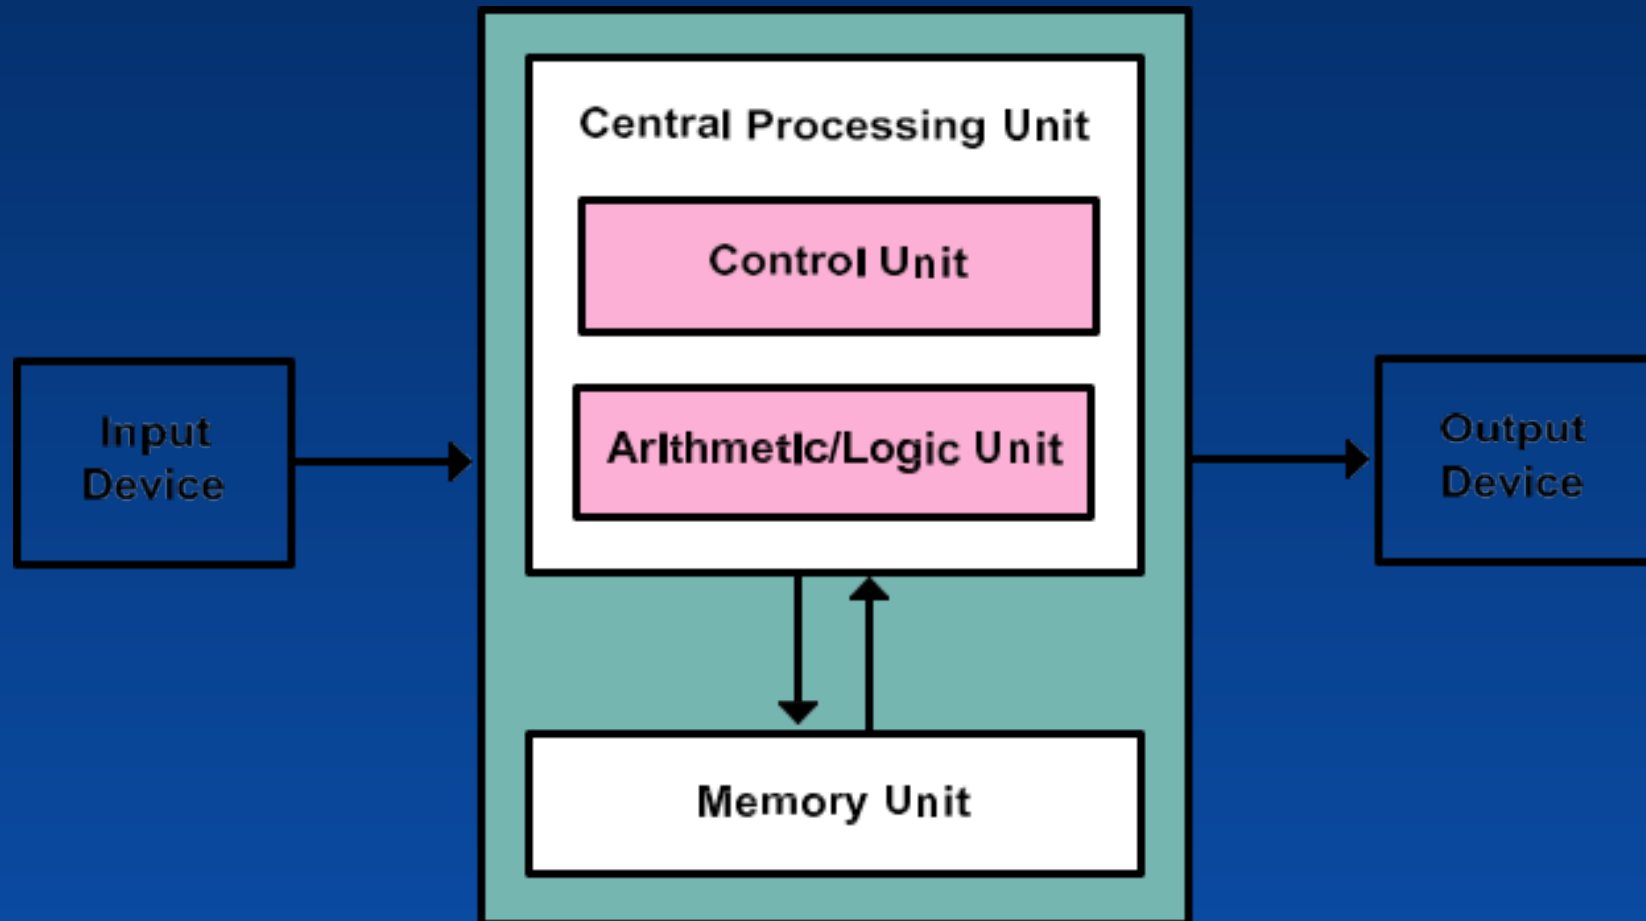 Central Processing Unit
Control Unit
Arithmetic/Logic Unit
Input
Device
Output
Device
Memory Unit